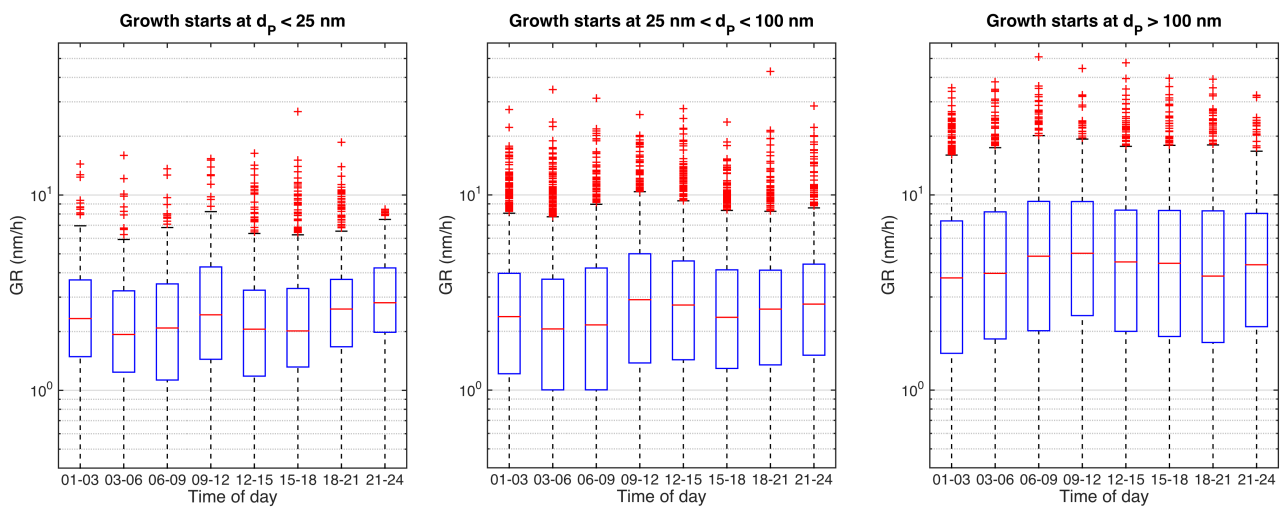 Growth starts at dP < 25 nm
GR (nm/h)
10^1
10^0
01-03 03-06 06-09 09-12 12-15 15-18 18-21 21-24
Time of day
Growth starts at 25 nm < dP < 100 nm
GR (nm/h)
10^1
10^0
01-03 03-06 06-09 09-12 12-15 15-18 18-21 21-24
Time of day
Growth starts at dP > 100 nm
GR (nm/h)
10^1
10^0
01-03 03-06 06-09 09-12 12-15 15-18 18-21 21-24
Time of day